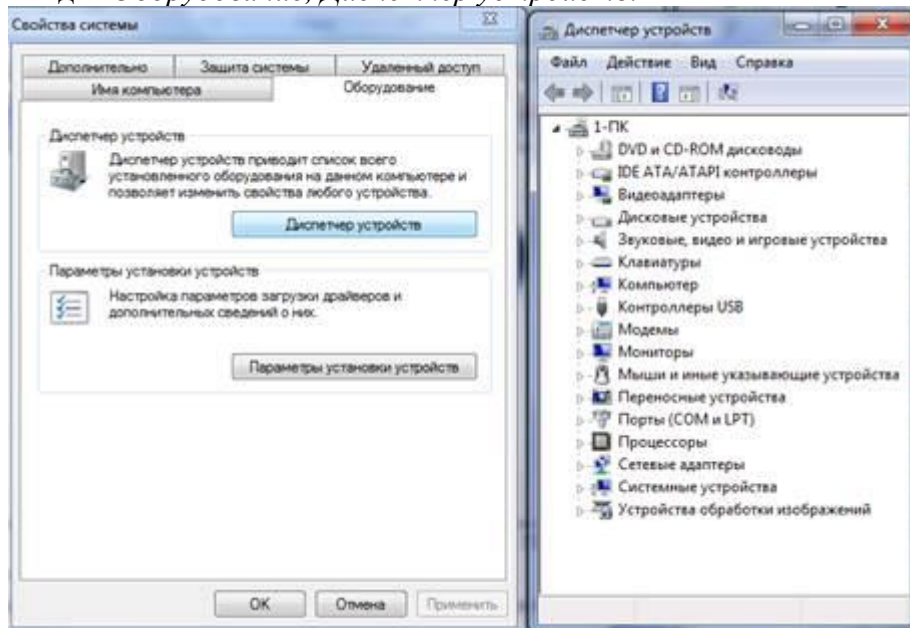 Оборудование, Диспетчер устройств.
Свойства системы
Дополнительно
Защита системы
Удаленный доступ
Имя компьютера
Оборудование
Диспетчер устройств
Диспетчер устройств приводит список всего
установленного оборудования на данном компьютере и
позволяет изменить свойства любого устройства.
Диспетчер устройств
Параметры установки устройств
Настройка параметров загрузки драйверов и
дополнительных сведений о них.
Параметры установки устройств
OK
Отмена
Применить
Диспетчер устройств
Файл Действие Вид Справка
1-ПК
DVD и CD-ROM дисководы
IDE ATA/ATAPI контроллеры
Видеоадаптеры
Дисковые устройства
Звуковые, видео и игровые устройства
Клавиатуры
Компьютер
Контроллеры USB
Модемы
Мониторы
Мыши и иные указывающие устройства
Переносные устройства
Порты (COM и LPT)
Процессоры
Сетевые адаптеры
Системные устройства
Устройства обработки изображений